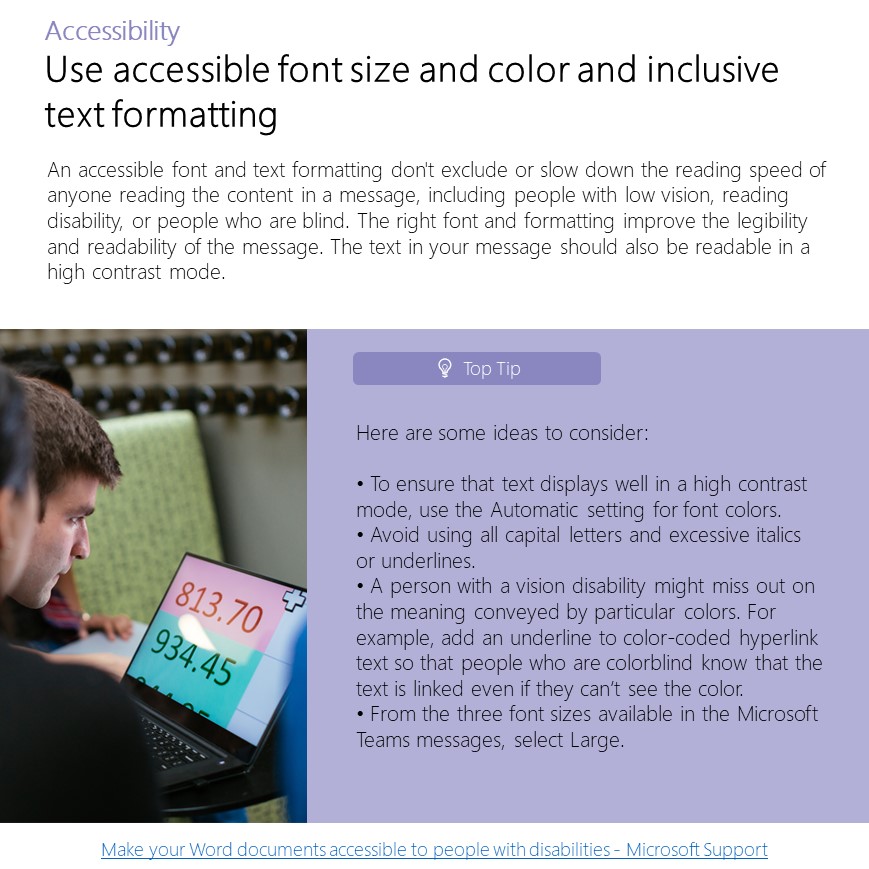 Accessibility
Use accessible font size and color and inclusive
text formatting
An accessible font and text formatting don't exclude or slow down the reading speed of
anyone reading the content in a message, including people with low vision, reading
disability, or people who are blind. The right font and formatting improve the legibility
and readability of the message. The text in your message should also be readable in a
high contrast mode.
Top Tip
Here are some ideas to consider:
• To ensure that text displays well in a high contrast
mode, use the Automatic setting for font colors.
• Avoid using all capital letters and excessive italics
or underlines.
• A person with a vision disability might miss out on
the meaning conveyed by particular colors. For
example, add an underline to color-coded hyperlink
text so that people who are colorblind know that the
text is linked even if they can’t see the color.
• From the three font sizes available in the Microsoft
Teams messages, select Large.
813.70
934.45
Make your Word documents accessible to people with disabilities - Microsoft Support